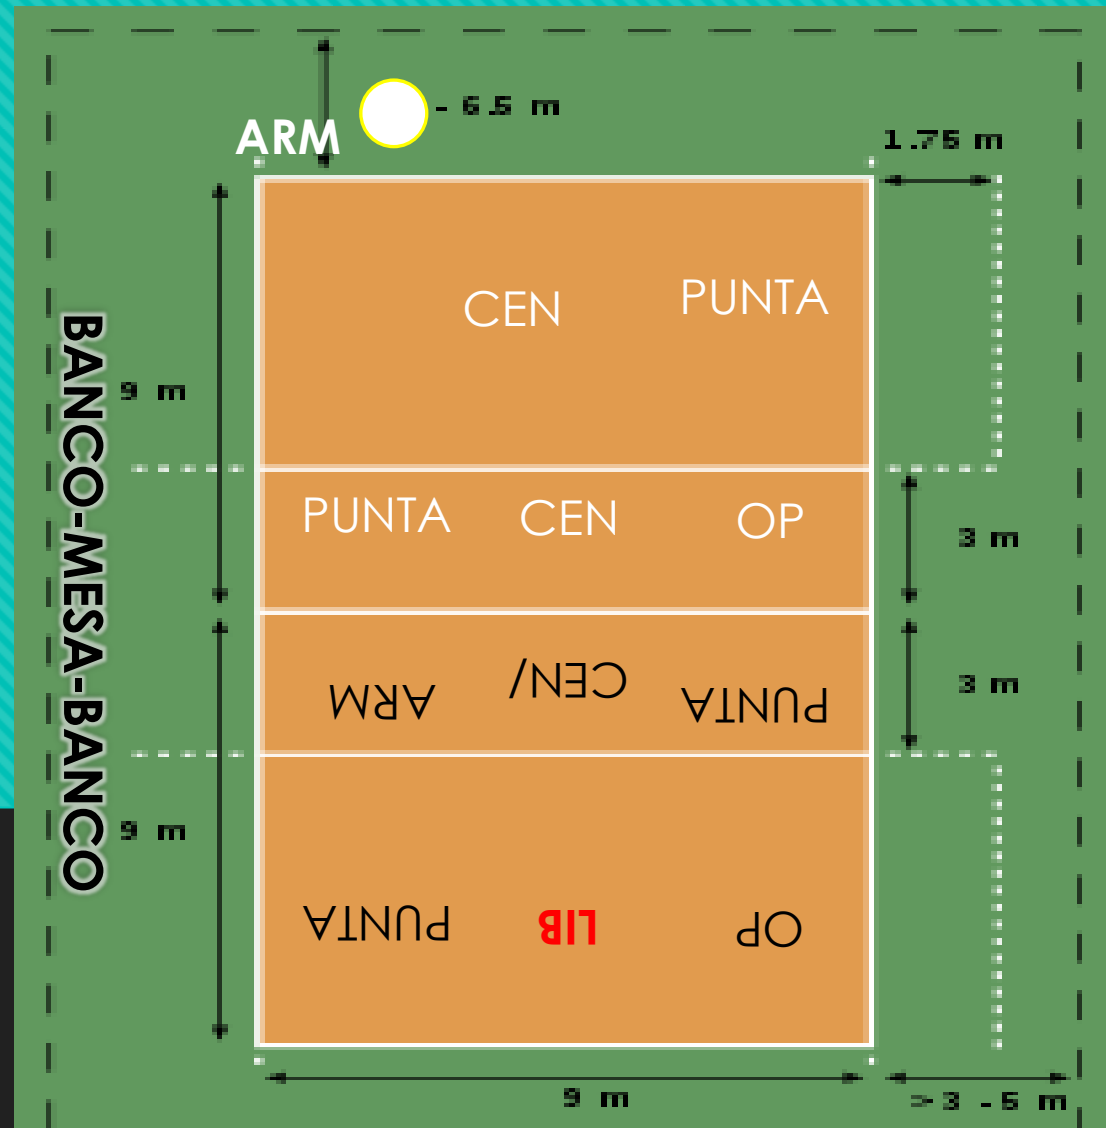 - 6.5 m
ARM
1.75 m
CEN
PUNTA
BANCO-MESA-BANCO
9 m
PUNTA
CEN
OP
3 m
ARM
CEN/
PUNTA
3 m
9 m
PUNTA
LIB
OP
9 m
>3 - 5 m